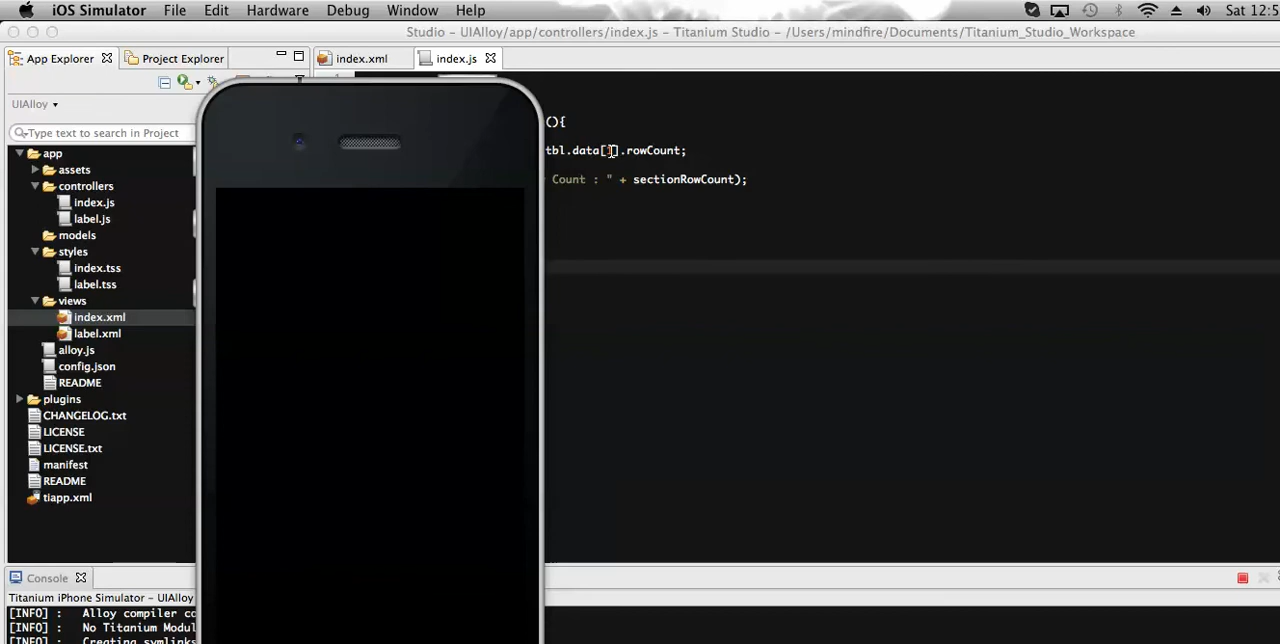 iOS Simulator File Edit Hardware Debug Window Help Sat 12:5
Studio - UIAlloy/app/controllers/index.js - Titanium Studio - /Users/mindfire/Documents/Titanium_Studio_Workspace
App Explorer Project Explorer index.xml index.js
UIAlloy
Type text to search in Project
(){
app
tbl.data[].rowCount;
assets
Count : " + sectionRowCount);
controllers
index.js
label.js
models
styles
index.tss
label.tss
views
index.xml
label.xml
alloy.js
config.json
README
plugins
CHANGELOG.txt
LICENSE
LICENSE.txt
manifest
README
tiapp.xml
Console
Titanium iPhone Simulator - UIAlloy
[INFO] : Alloy compiler co
[INFO] : No Titanium Modul
[INFO] : Creating symlinks